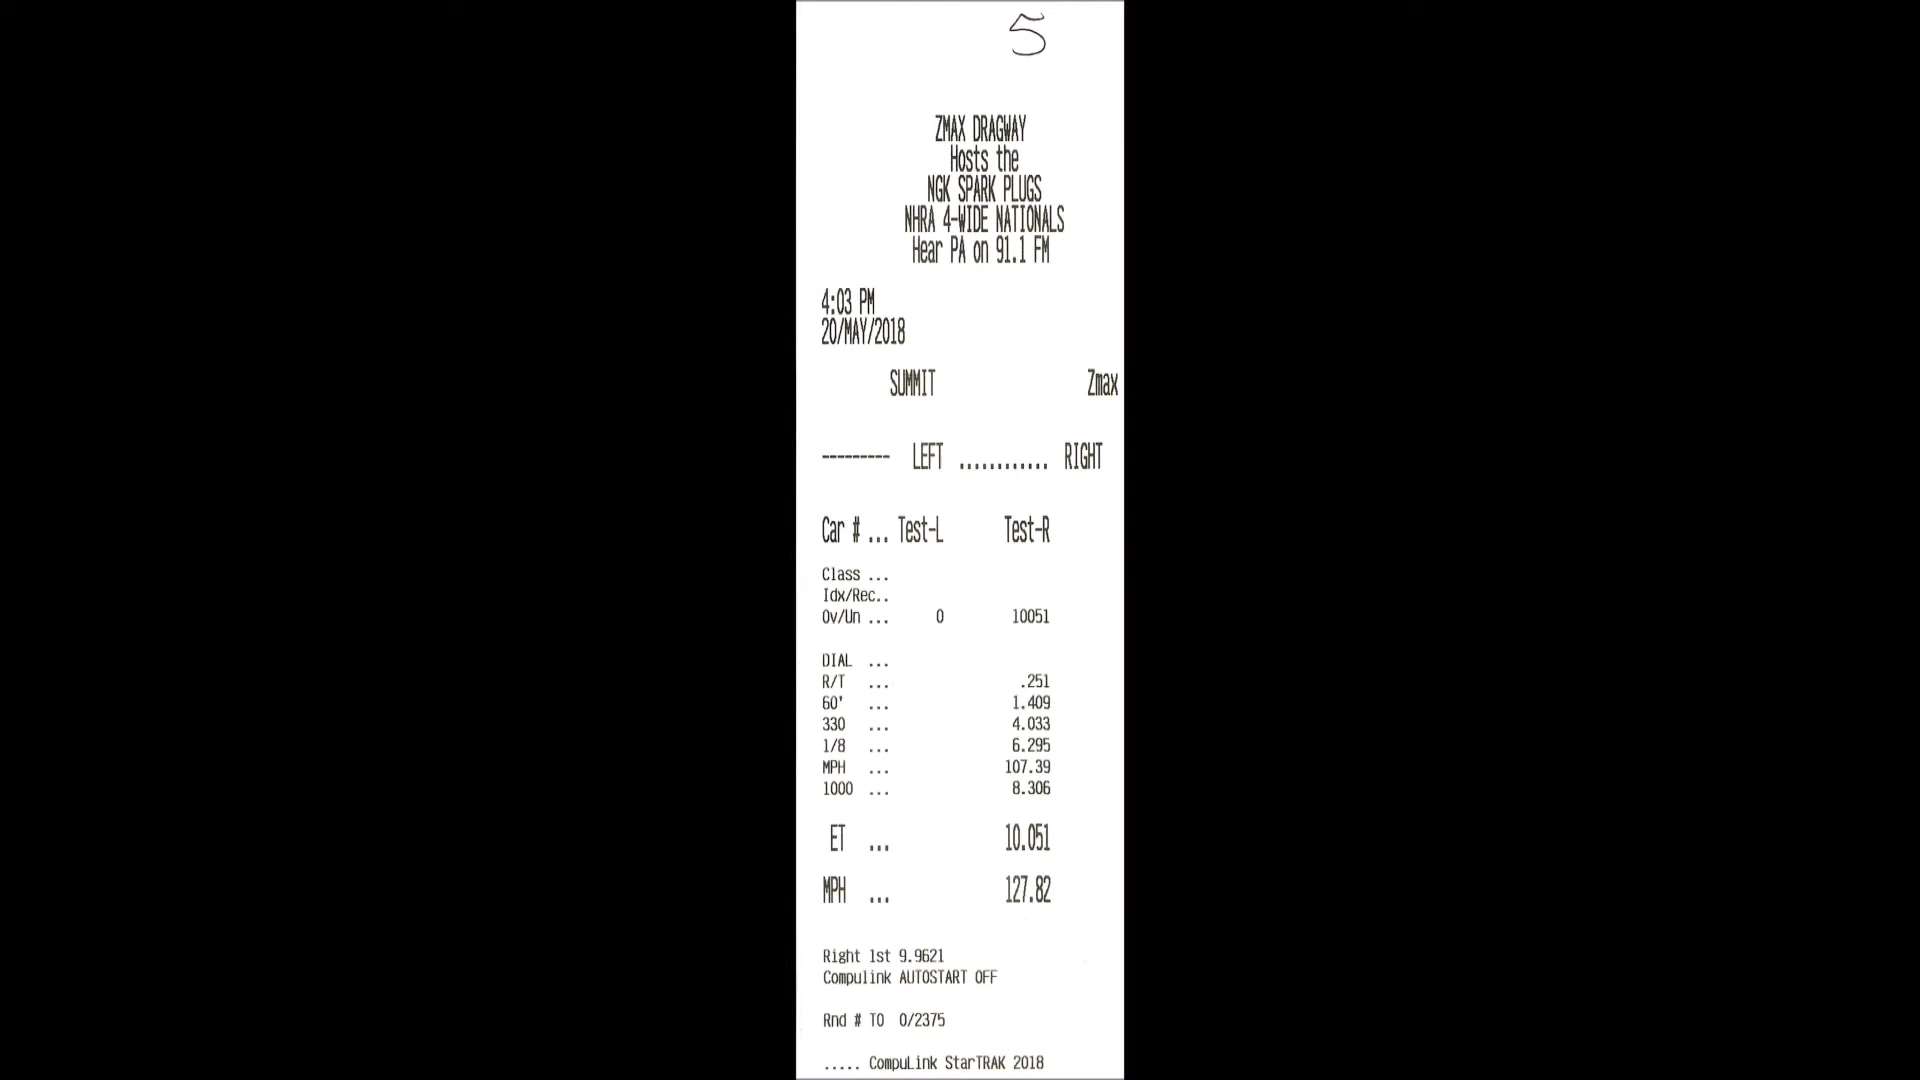 5
ZMAX DRAGWAY
Hosts the
NGK SPARK PLUGS
NHRA 4-WIDE NATIONALS
Hear PA on 91.1 FM
4:03 PM
20/MAY/2018
SUMMIT Zmax
--------- LEFT ............ RIGHT
Car # ... Test-L Test-R
Class ...
Idx/Rec..
Ov/Un ... 0 10051
DIAL ...
R/T ... .251
60' ... 1.409
330 ... 4.033
1/8 ... 6.295
MPH ... 107.39
1000 ... 8.306
ET ... 10.051
MPH ... 127.82
Right 1st 9.9621
Compulink AUTOSTART OFF
Rnd # TO 0/2375
..... CompuLink StarTRAK 2018